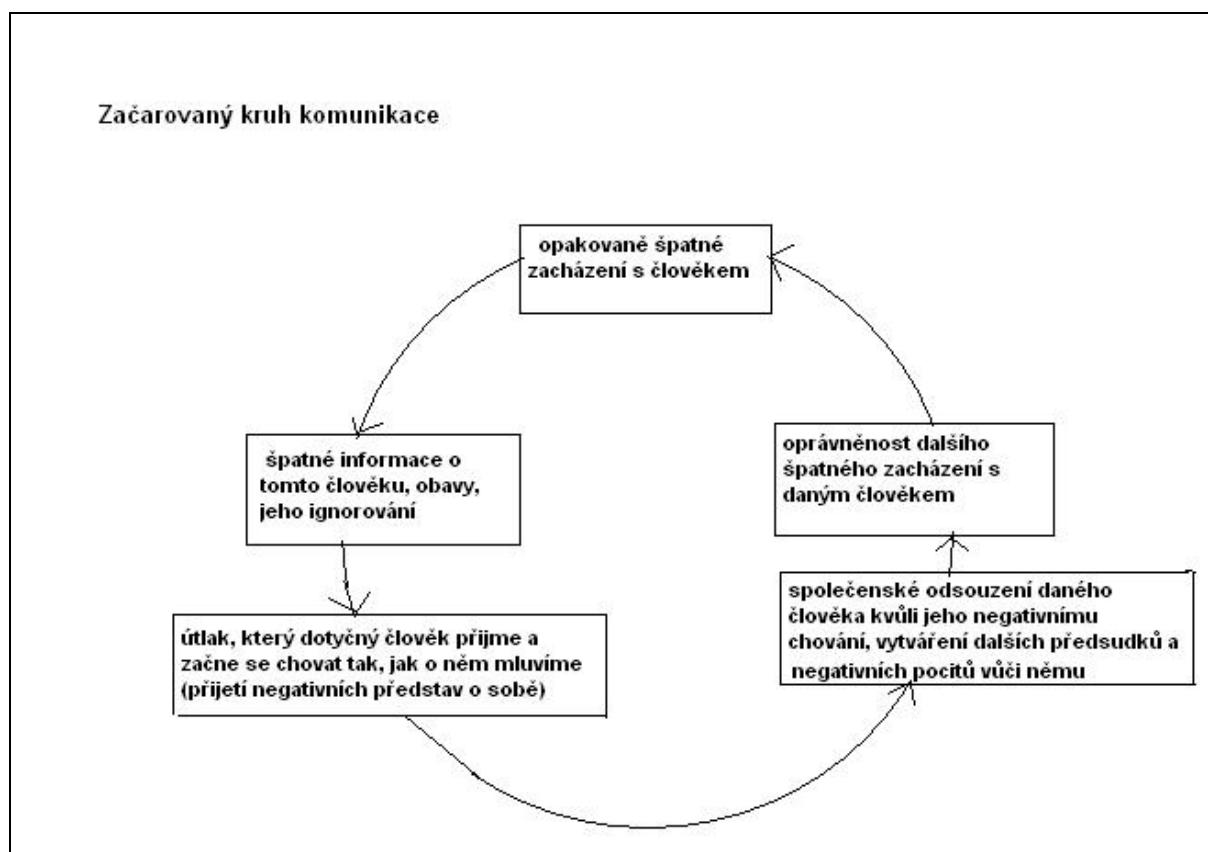 Začarovaný kruh komunikace
opakovaně špatné
zacházení s člověkem
špatné informace o
tomto člověku, obavy,
jeho ignorování
útlak, který dotyčný člověk přijme a
začne se chovat tak, jak o něm mluvíme
(přijetí negativních představ o sobě)
společenské odsouzení daného
člověka kvůli jeho negativnímu
chování, vytváření dalších předsudků a
negativních pocitů vůči němu
oprávněnost dalšího
špatného zacházení s
daným člověkem